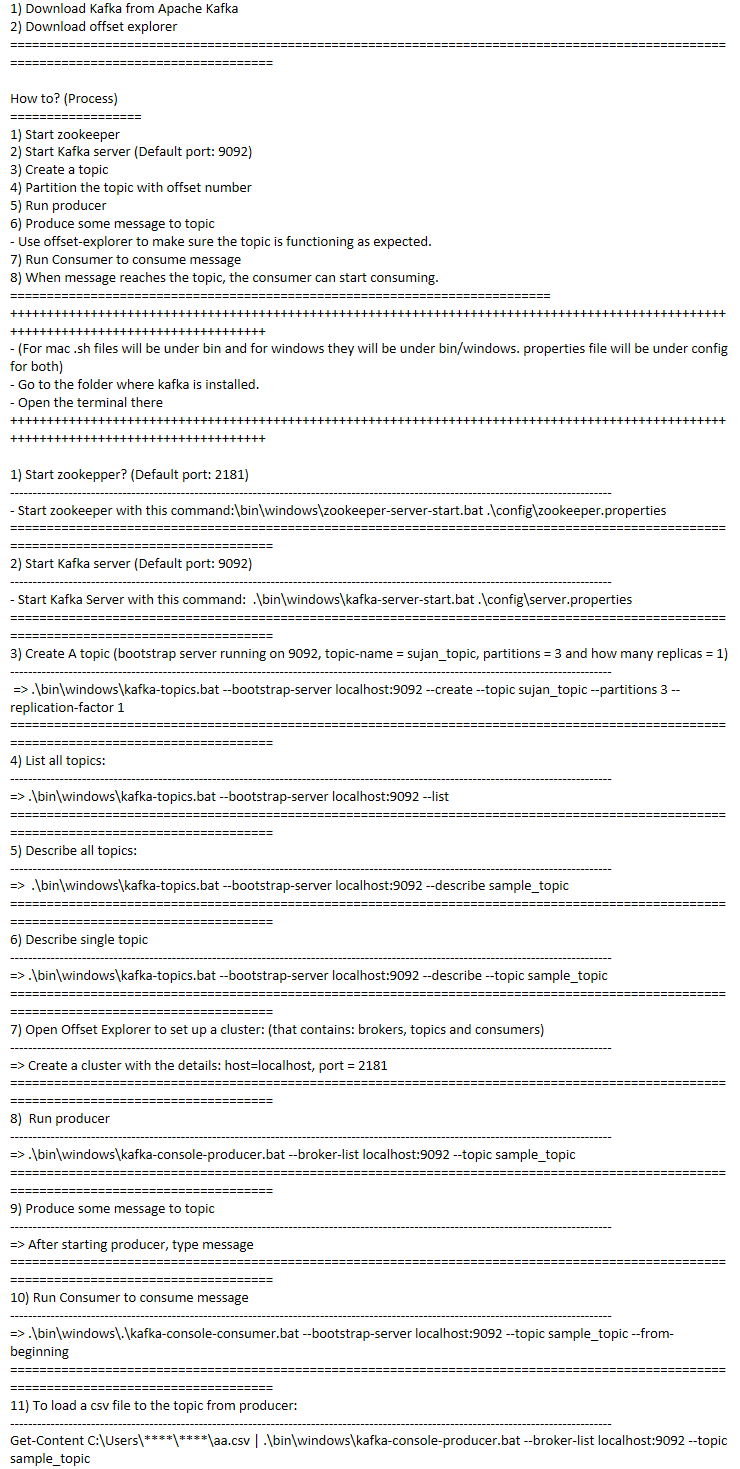 1) Download Kafka from Apache Kafka
2) Download offset explorer
==================================================================================================
====================================
How to? (Process)
==================
1) Start zookeeper
2) Start Kafka server (Default port: 9092)
3) Create a topic
4) Partition the topic with offset number
5) Run producer
6) Produce some message to topic
- Use offset-explorer to make sure the topic is functioning as expected.
7) Run Consumer to consume message
8) When message reaches the topic, the consumer can start consuming.
==========================================================================
++++++++++++++++++++++++++++++++++++++++++++++++++++++++++++++++++++++++++++++++++++++++++++++++++
+++++++++++++++++++++++++++++++++++
- (For mac .sh files will be under bin and for windows they will be under bin/windows. properties file will be under config
for both)
- Go to the folder where kafka is installed.
- Open the terminal there
++++++++++++++++++++++++++++++++++++++++++++++++++++++++++++++++++++++++++++++++++++++++++++++++++
+++++++++++++++++++++++++++++++++++
1) Start zookepper? (Default port: 2181)
------------------------------------------------------------------------------------------------------------------------------------
- Start zookeeper with this command:\bin\windows\zookeeper-server-start.bat .\config\zookeeper.properties
==================================================================================================
====================================
2) Start Kafka server (Default port: 9092)
------------------------------------------------------------------------------------------------------------------------------------
- Start Kafka Server with this command:  .\bin\windows\kafka-server-start.bat .\config\server.properties
==================================================================================================
====================================
3) Create A topic (bootstrap server running on 9092, topic-name = sujan_topic, partitions = 3 and how many replicas = 1)
------------------------------------------------------------------------------------------------------------------------------------
=> .\bin\windows\kafka-topics.bat --bootstrap-server localhost:9092 --create --topic sujan_topic --partitions 3 --
replication-factor 1
==================================================================================================
====================================
4) List all topics:
------------------------------------------------------------------------------------------------------------------------------------
=> .\bin\windows\kafka-topics.bat --bootstrap-server localhost:9092 --list
==================================================================================================
====================================
5) Describe all topics:
------------------------------------------------------------------------------------------------------------------------------------
=>  .\bin\windows\kafka-topics.bat --bootstrap-server localhost:9092 --describe sample_topic
==================================================================================================
====================================
6) Describe single topic
------------------------------------------------------------------------------------------------------------------------------------
=> .\bin\windows\kafka-topics.bat --bootstrap-server localhost:9092 --describe --topic sample_topic
==================================================================================================
====================================
7) Open Offset Explorer to set up a cluster: (that contains: brokers, topics and consumers)
------------------------------------------------------------------------------------------------------------------------------------
=> Create a cluster with the details: host=localhost, port = 2181
==================================================================================================
====================================
8)  Run producer
------------------------------------------------------------------------------------------------------------------------------------
=> .\bin\windows\kafka-console-producer.bat --broker-list localhost:9092 --topic sample_topic
==================================================================================================
====================================
9) Produce some message to topic
------------------------------------------------------------------------------------------------------------------------------------
=> After starting producer, type message
==================================================================================================
====================================
10) Run Consumer to consume message
------------------------------------------------------------------------------------------------------------------------------------
=> .\bin\windows\.\kafka-console-consumer.bat --bootstrap-server localhost:9092 --topic sample_topic --from-
beginning
==================================================================================================
====================================
11) To load a csv file to the topic from producer:
------------------------------------------------------------------------------------------------------------------------------------
Get-Content C:\Users\****\****\aa.csv | .\bin\windows\kafka-console-producer.bat --broker-list localhost:9092 --topic
sample_topic